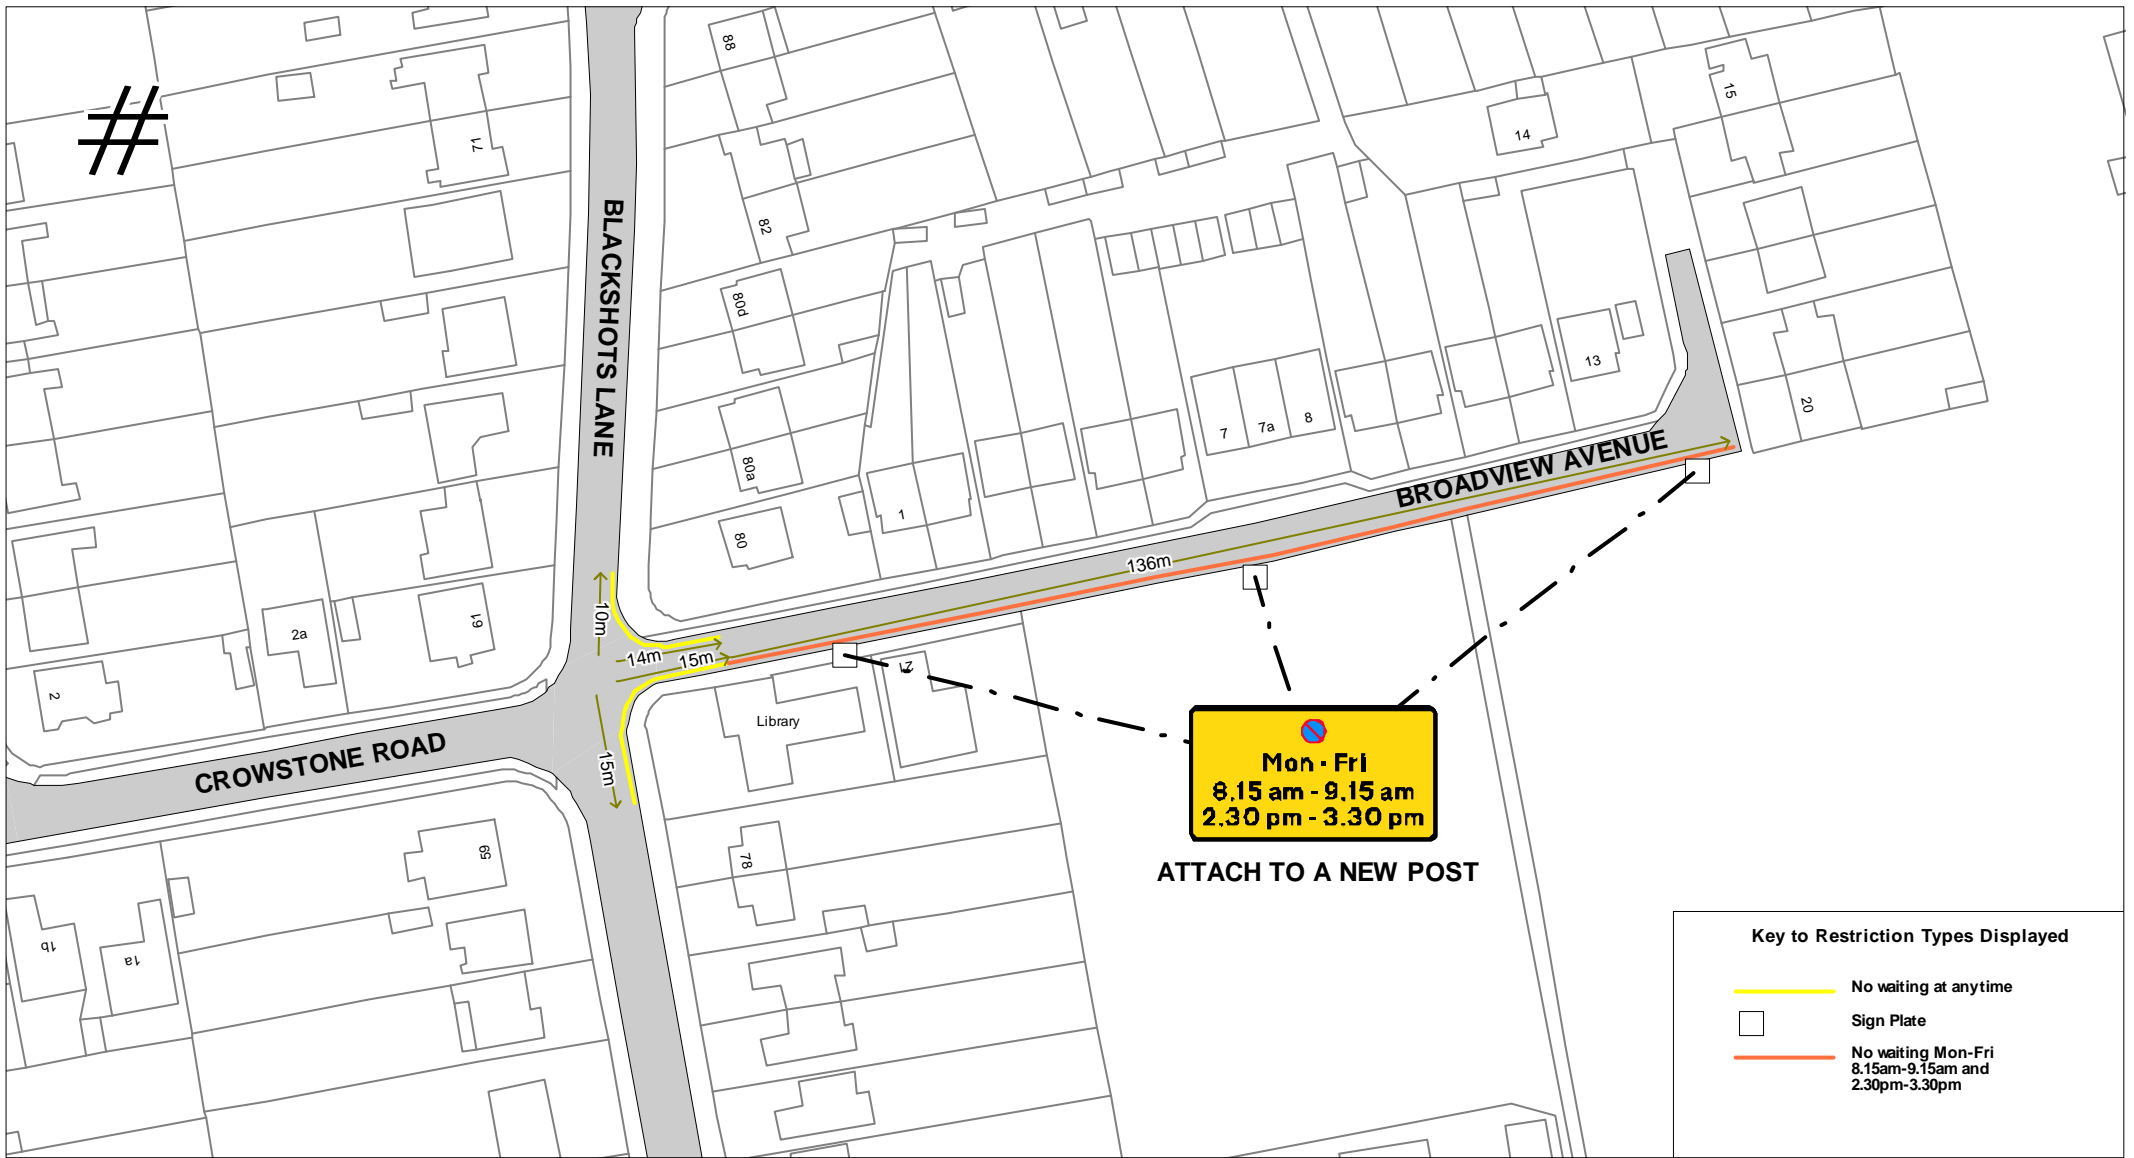 #
88
71
15
14
82
BLACKSHOTS LANE
80d
13
20
7
7a
8
80a
1
80
BROADVIEW AVENUE
136m
10m
14m
15m
15m
2a
61
2
21
Library
CROWSTONE ROAD
Mon - Fri
8.15 am - 9.15 am
2.30 pm - 3.30 pm
ATTACH TO A NEW POST
59
78
1b
1a
Key to Restriction Types Displayed
No waiting at anytime
Sign Plate
No waiting Mon-Fri
8.15am-9.15am and
2.30pm-3.30pm